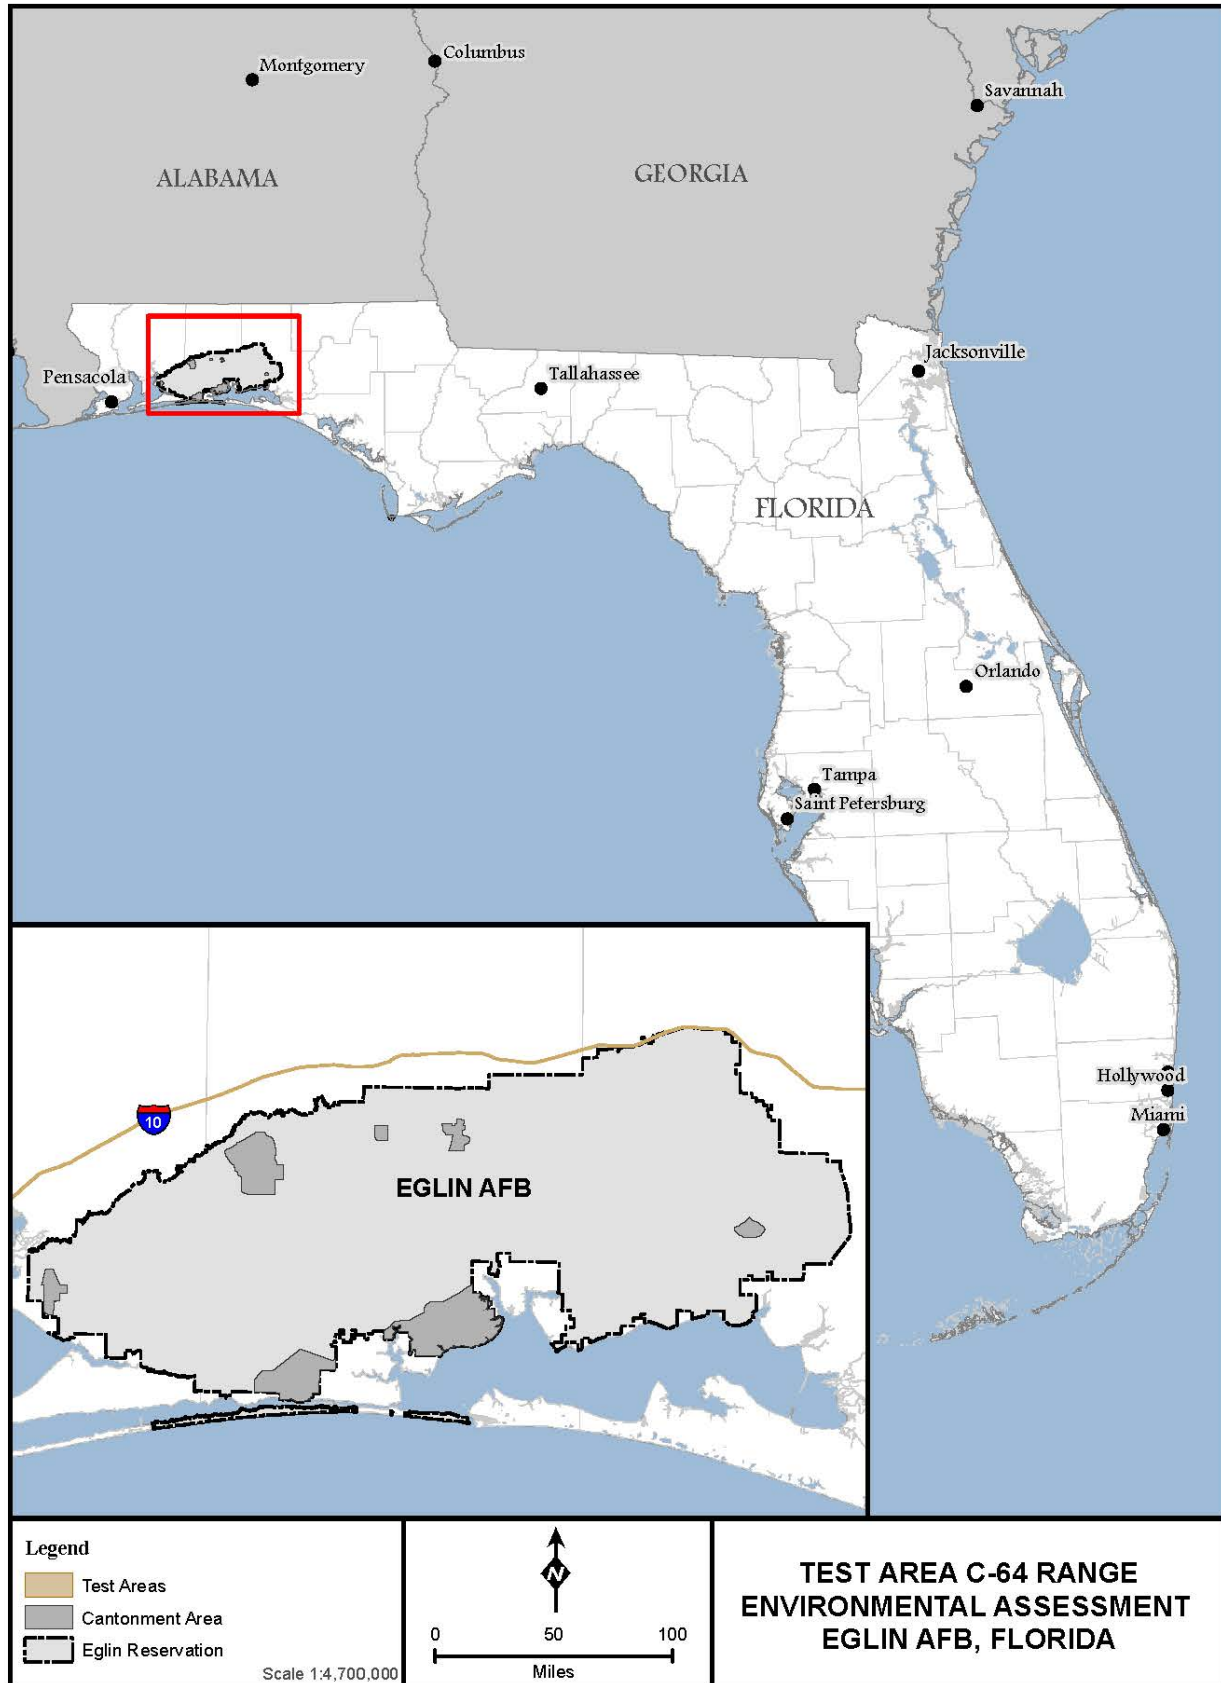 Columbus
Montgomery
Savannah
ALABAMA
GEORGIA
Jacksonville
Pensacola
Tallahassee
FLORIDA
Orlando
Tampa
Saint Petersburg
Hollywood
Miami
10
EGLIN AFB
Legend
Test Areas
Cantonment Area
Eglin Reservation
Scale 1:4,700,000
N
0 50 100
Miles
TEST AREA C-64 RANGE
ENVIRONMENTAL ASSESSMENT
EGLIN AFB, FLORIDA